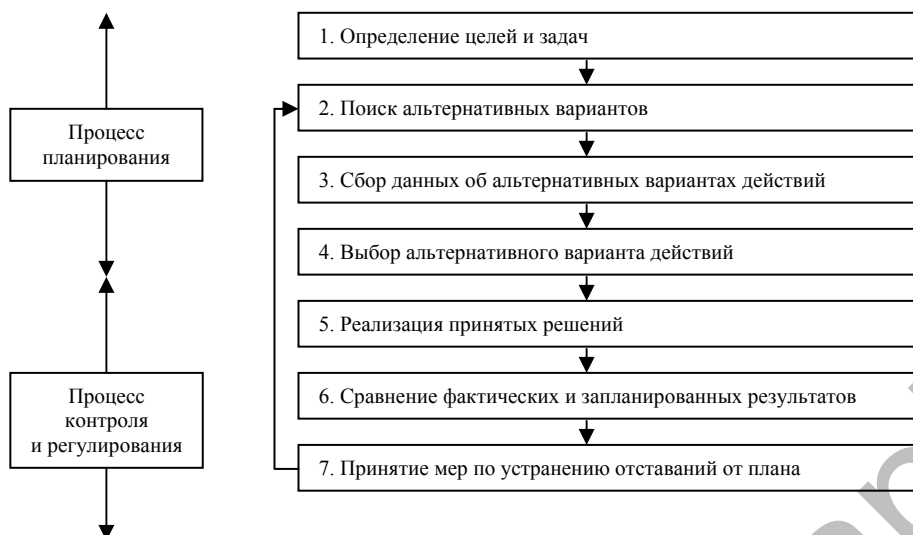 1. Определение целей и задач
2. Поиск альтернативных вариантов
Процесс
планирования
3. Сбор данных об альтернативных вариантах действий
4. Выбор альтернативного варианта действий
5. Реализация принятых решений
Процесс
контроля
и регулирования
6. Сравнение фактических и запланированных результатов
7. Принятие мер по устранению отставаний от плана